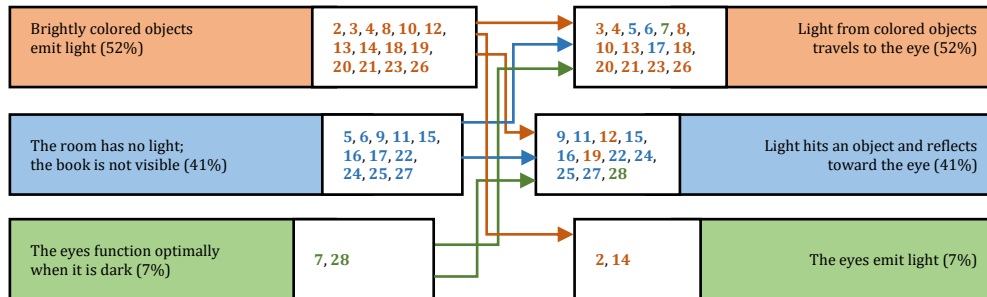 Brightly colored objects
emit light (52%)
2, 3, 4, 8, 10, 12,
13, 14, 18, 19,
20, 21, 23, 26
3, 4, 5, 6, 7, 8,
10, 13, 17, 18,
20, 21, 23, 26
Light from colored objects
travels to the eye (52%)
The room has no light;
the book is not visible (41%)
5, 6, 9, 11, 15,
16, 17, 22,
24, 25, 27
9, 11, 12, 15,
16, 19, 22, 24,
25, 27, 28
Light hits an object and reflects
toward the eye (41%)
The eyes function optimally
when it is dark (7%)
7, 28
2, 14
The eyes emit light (7%)